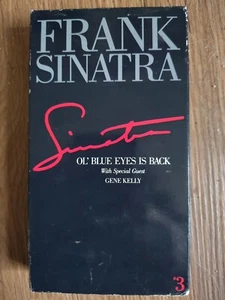 FRANK
SINATRA
Sinatra
OL' BLUE EYES IS BACK
With Special Guest
GENE KELLY
3